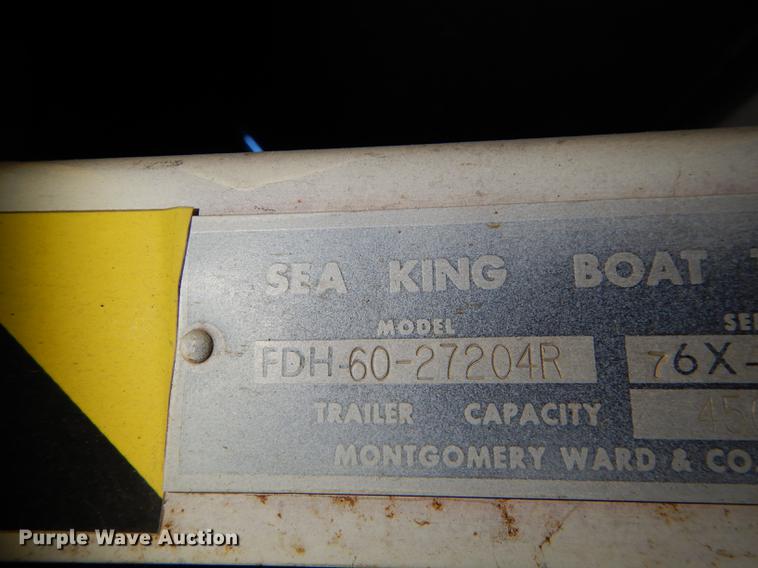 SEA KING BOAT
MODEL
FDH-60-27204R 76X-
TRAILER CAPACITY
MONTGOMERY WARD & CO.
Purple Wave Auction